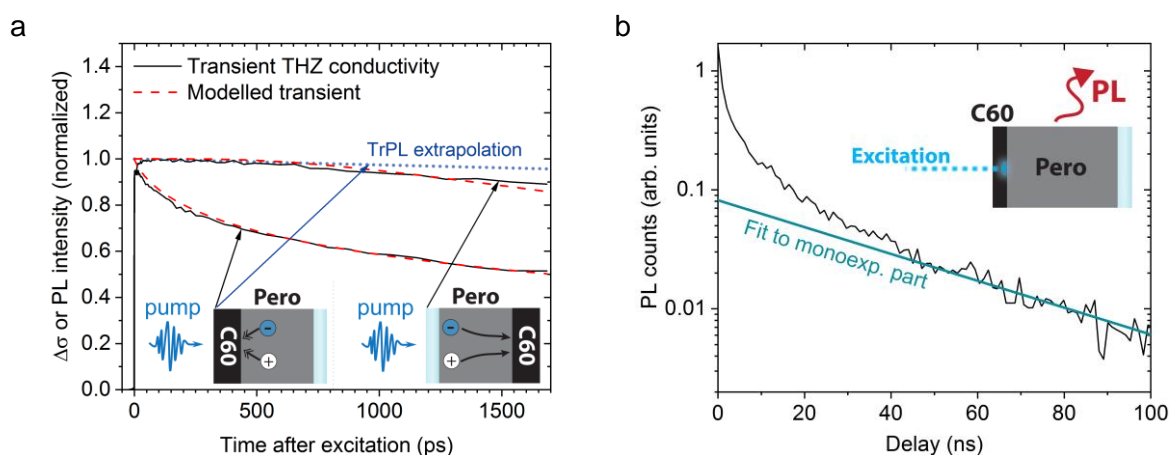 a
Δσ or PL intensity (normalized)
1.4
1.2
1.0
0.8
0.6
0.4
0.2
0.0
Transient THZ conductivity
Modelled transient
TrPL extrapolation
pump
Pero
C60
-
+
pump
Pero
C60
-
+
0
500
1000
1500
Time after excitation (ps)
b
PL counts (arb. units)
1
0.1
0.01
C60
PL
Excitation
Pero
Fit to monoexp. part
0
20
40
60
80
100
Delay (ns)